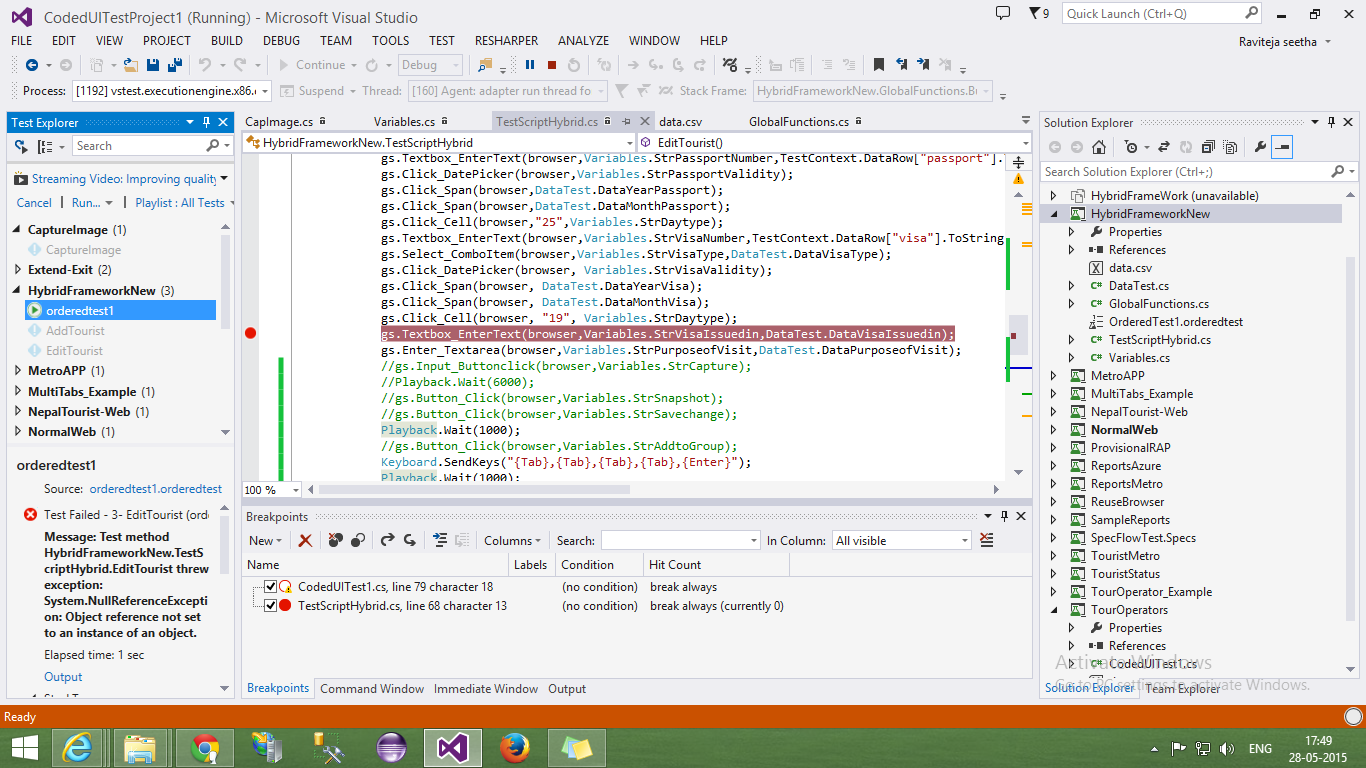 CodedUITestProject1 (Running) - Microsoft Visual Studio
9
Quick Launch (Ctrl+Q)
FILE EDIT VIEW PROJECT BUILD DEBUG TEAM TOOLS TEST RESHARPER ANALYZE WINDOW HELP
Raviteja seetha
Continue Debug
Process: [1192] vstest.executionengine.x86. Suspend Thread: [160] Agent: adapter run thread fo Stack Frame: HybridFrameworkNew.GlobalFunctions.B
Test Explorer
Search
Streaming Video: Improving quality
Cancel Run... Playlist : All Tests
CaptureImage (1)
CaptureImage
Extend-Exit (2)
HybridFrameworkNew (3)
orderedtest1
AddTourist
EditTourist
MetroAPP (1)
MultiTabs_Example (1)
NepalTourist-Web (1)
NormalWeb (1)
orderedtest1
Source: orderedtest1.orderedtest
Test Failed - 3- EditTourist (ord
Message: Test method
HybridFrameworkNew.TestS
criptHybrid.EditTourist threw
exception:
System.NullReferenceExcepti
on: Object reference not set
to an instance of an object.
Elapsed time: 1 sec
Output
CapImage.cs Variables.cs TestScriptHybrid.cs data.csv GlobalFunctions.cs
HybridFrameworkNew.TestScriptHybrid EditTourist()
gs.Textbox_EnterText(browser,Variables.StrPassportNumber,TestContext.DataRow["passport"].
gs.Click_DatePicker(browser,Variables.StrPassportValidity);
gs.Click_Span(browser,DataTest.DataYearPassport);
gs.Click_Span(browser,DataTest.DataMonthPassport);
gs.Click_Cell(browser,"25",Variables.StrDaytype);
gs.Textbox_EnterText(browser,Variables.StrVisaNumber,TestContext.DataRow["visa"].ToString
gs.Select_ComboItem(browser,Variables.StrVisaType,DataTest.DataVisaType);
gs.Click_DatePicker(browser, Variables.StrVisaValidity);
gs.Click_Span(browser, DataTest.DataYearVisa);
gs.Click_Span(browser, DataTest.DataMonthVisa);
gs.Click_Cell(browser, "19", Variables.StrDaytype);
gs.Textbox_EnterText(browser,Variables.StrVisaIssuedin,DataTest.DataVisaIssuedin);
gs.Enter_Textarea(browser,Variables.StrPurposeofVisit,DataTest.DataPurposeofVisit);
//gs.Input_Buttonclick(browser,Variables.StrCapture);
//Playback.Wait(6000);
//gs.Button_Click(browser,Variables.StrSnapshot);
//gs.Button_Click(browser,Variables.StrSavechange);
Playback.Wait(1000);
//gs.Button_Click(browser,Variables.StrAddtoGroup);
Keyboard.SendKeys("{Tab},{Tab},{Tab},{Tab},{Enter}");
Playback.Wait(1000);
100 %
Breakpoints
New Columns Search: In Column: All visible
Name Labels Condition Hit Count
CodedUITest1.cs, line 79 character 18 (no condition) break always
TestScriptHybrid.cs, line 68 character 13 (no condition) break always (currently 0)
Breakpoints Command Window Immediate Window Output
Solution Explorer
Search Solution Explorer (Ctrl+;)
HybridFrameWork (unavailable)
HybridFrameworkNew
Properties
References
data.csv
DataTest.cs
GlobalFunctions.cs
OrderedTest1.orderedtest
TestScriptHybrid.cs
Variables.cs
MetroAPP
MultiTabs_Example
NepalTourist-Web
NormalWeb
ProvisionalRAP
ReportsAzure
ReportsMetro
ReuseBrowser
SampleReports
SpecFlowTest.Specs
TouristMetro
TouristStatus
TourOperator_Example
TourOperators
Properties
References
CodedUITest1.cs
Activate Windows
Go to PC settings to activate Windows.
Solution Explorer Team Explorer
Ready
ENG
17:49
28-05-2015